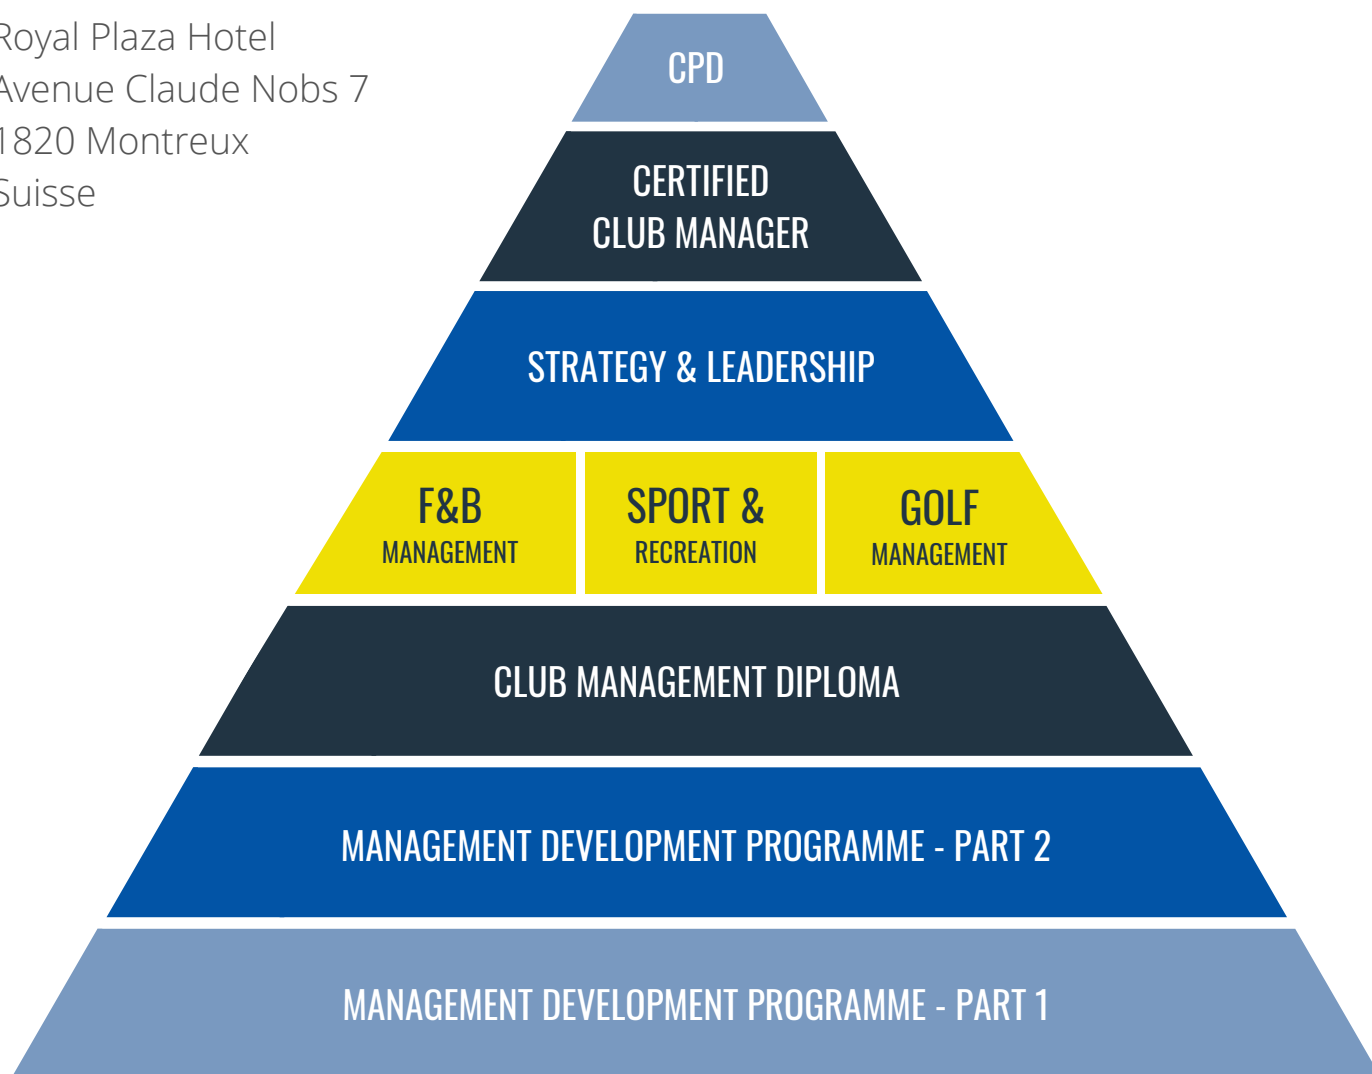 Royal Plaza Hotel
Avenue Claude Nobs 7
1820 Montreux
Suisse
CPD
CERTIFIED
CLUB MANAGER
STRATEGY & LEADERSHIP
F&B
MANAGEMENT
SPORT &
RECREATION
GOLF
MANAGEMENT
CLUB MANAGEMENT DIPLOMA
MANAGEMENT DEVELOPMENT PROGRAMME - PART 2
MANAGEMENT DEVELOPMENT PROGRAMME - PART 1